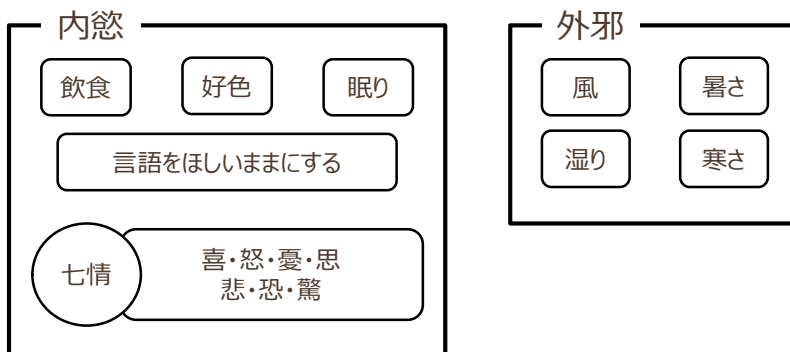 内慾
飲食
好色
眠り
言語をほしいままにする
七情
喜・怒・憂・思
悲・恐・驚
外邪
風
暑さ
湿り
寒さ